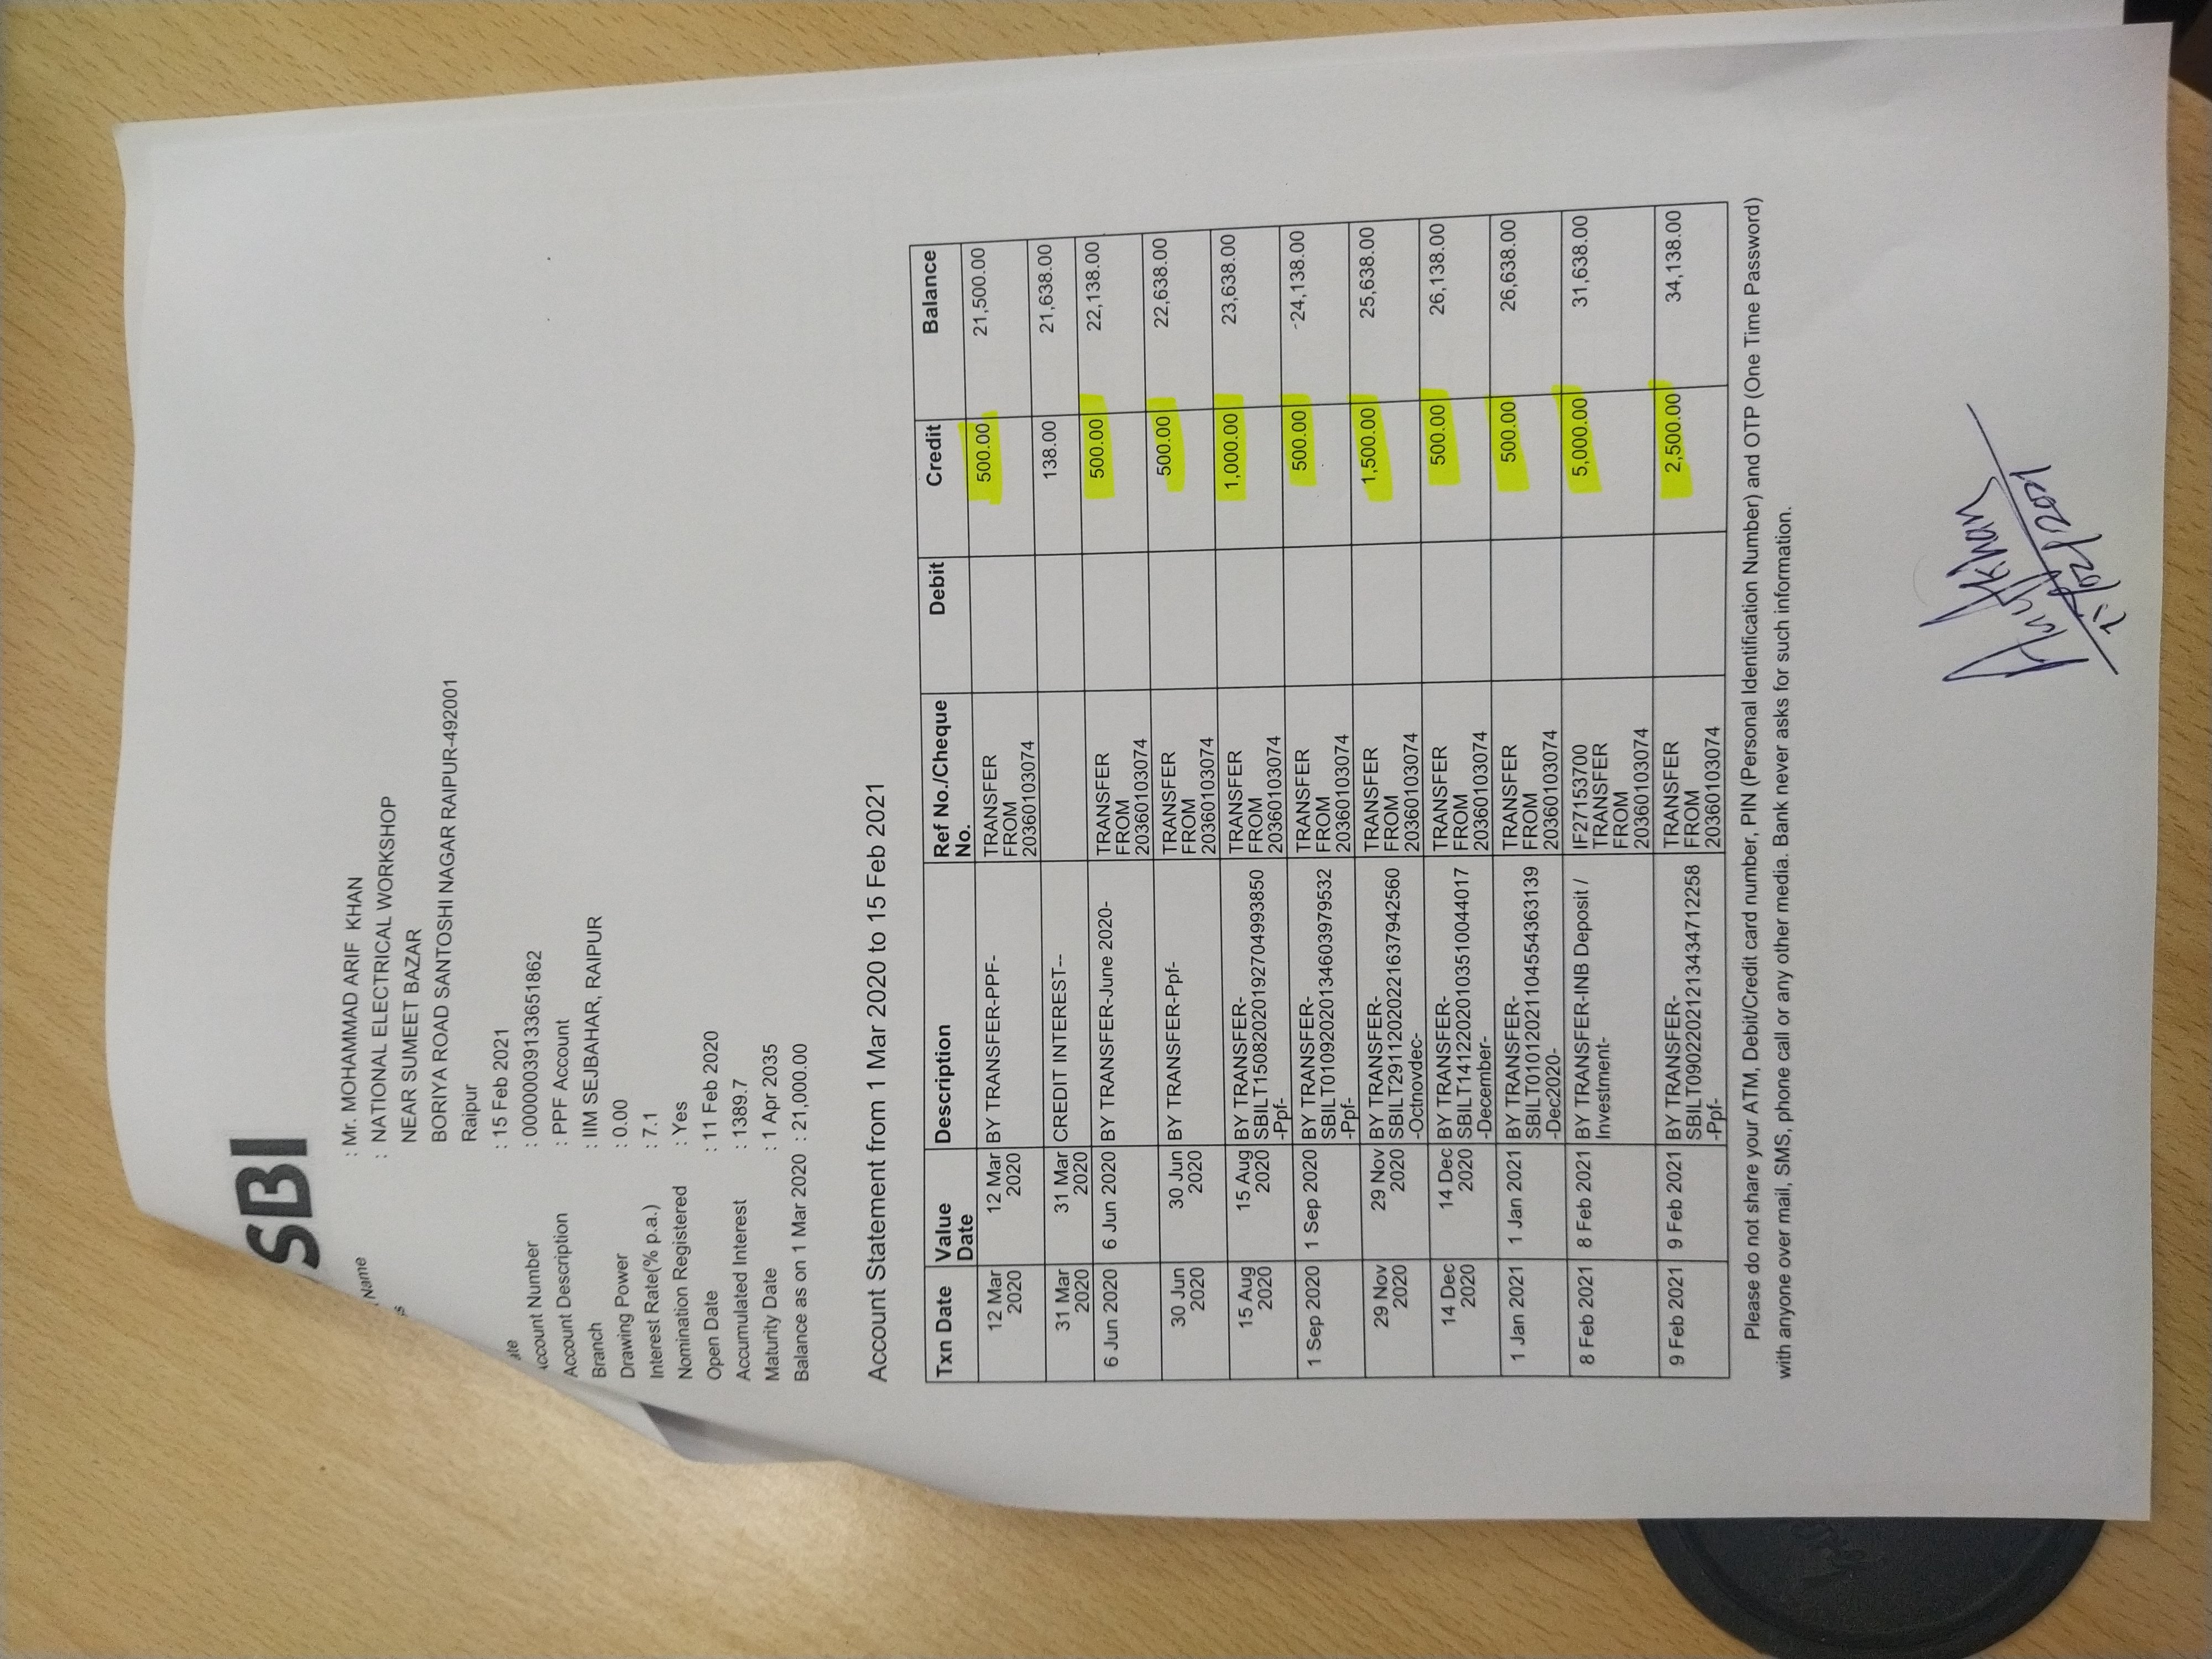 SBI
Name : Mr. MOHAMMAD ARIF KHAN
s : NATIONAL ELECTRICAL WORKSHOP
NEAR SUMEET BAZAR
BORIYA ROAD SANTOSHI NAGAR RAIPUR-492001
Raipur
ate : 15 Feb 2021
Account Number : 00000039133651862
Account Description : PPF Account
Branch : IIM SEJBAHAR, RAIPUR
Drawing Power : 0.00
Interest Rate(% p.a.) : 7.1
Nomination Registered : Yes
Open Date : 11 Feb 2020
Accumulated Interest : 1389.7
Maturity Date : 1 Apr 2035
Balance as on 1 Mar 2020 : 21,000.00
Account Statement from 1 Mar 2020 to 15 Feb 2021
Txn Date Value Description Ref No./Cheque Debit Credit Balance
Date No.
12 Mar 12 Mar BY TRANSFER-PPF- TRANSFER 500.00 21,500.00
2020 2020 FROM
20360103074
31 Mar 31 Mar CREDIT INTEREST-- 138.00 21,638.00
2020 2020
6 Jun 2020 6 Jun 2020 BY TRANSFER-June 2020- TRANSFER 500.00 22,138.00
FROM
20360103074
30 Jun 30 Jun BY TRANSFER-Ppf- TRANSFER 500.00 22,638.00
2020 2020 FROM
20360103074
15 Aug 15 Aug BY TRANSFER- TRANSFER 1,000.00 23,638.00
2020 2020 SBILT15082020192704993850 FROM
-Ppf- 20360103074
1 Sep 2020 1 Sep 2020 BY TRANSFER- TRANSFER 500.00 24,138.00
SBILT01092020134603979532 FROM
-Ppf- 20360103074
29 Nov 29 Nov BY TRANSFER- TRANSFER 1,500.00 25,638.00
2020 2020 SBILT29112020221637942560 FROM
-Octnovdec- 20360103074
14 Dec 14 Dec BY TRANSFER- TRANSFER 500.00 26,138.00
2020 2020 SBILT14122020103510044017 FROM
-December- 20360103074
1 Jan 2021 1 Jan 2021 BY TRANSFER- TRANSFER 500.00 26,638.00
SBILT01012021104554363139 FROM
-Dec2020- 20360103074
8 Feb 2021 8 Feb 2021 BY TRANSFER-INB Deposit / IF27153700 5,000.00 31,638.00
Investment- TRANSFER
FROM
20360103074
9 Feb 2021 9 Feb 2021 BY TRANSFER- TRANSFER 2,500.00 34,138.00
SBILT09022021213434712258 FROM
-Ppf- 20360103074
Please do not share your ATM, Debit/Credit card number, PIN (Personal Identification Number) and OTP (One Time Password)
with anyone over mail, SMS, phone call or any other media. Bank never asks for such information.